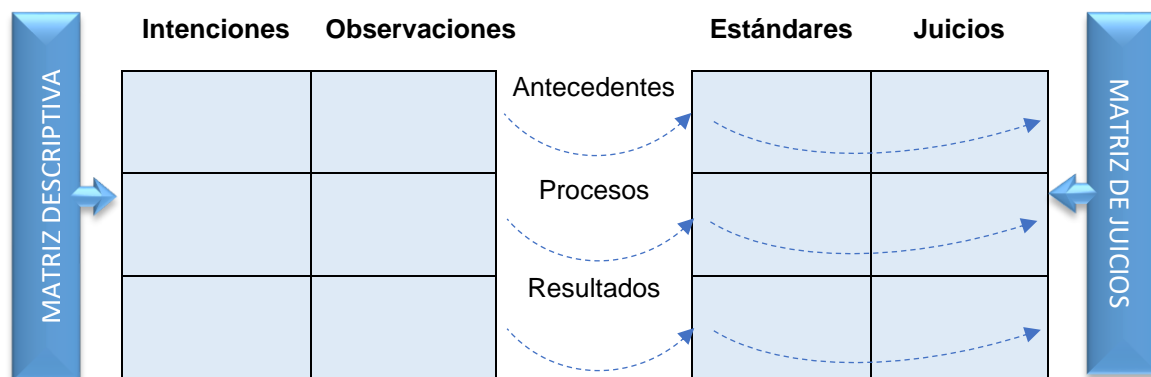 Intenciones Observaciones Estándares Juicios
MATRIZ DESCRIPTIVA
Antecedentes
Procesos
Resultados
MATRIZ DE JUICIOS